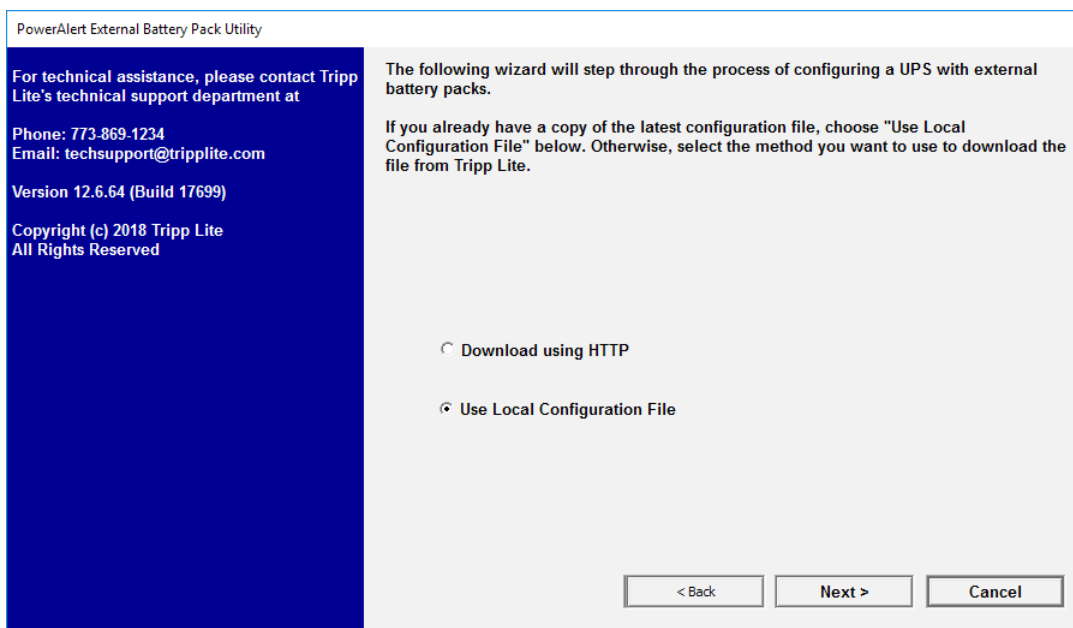 PowerAlert External Battery Pack Utility
For technical assistance, please contact Tripp
Lite's technical support department at
Phone: 773-869-1234
Email: techsupport@tripplite.com
Version 12.6.64 (Build 17699)
Copyright (c) 2018 Tripp Lite
All Rights Reserved
The following wizard will step through the process of configuring a UPS with external
battery packs.
If you already have a copy of the latest configuration file, choose "Use Local
Configuration File" below. Otherwise, select the method you want to use to download the
file from Tripp Lite.
Download using HTTP
Use Local Configuration File
< Back
Next >
Cancel